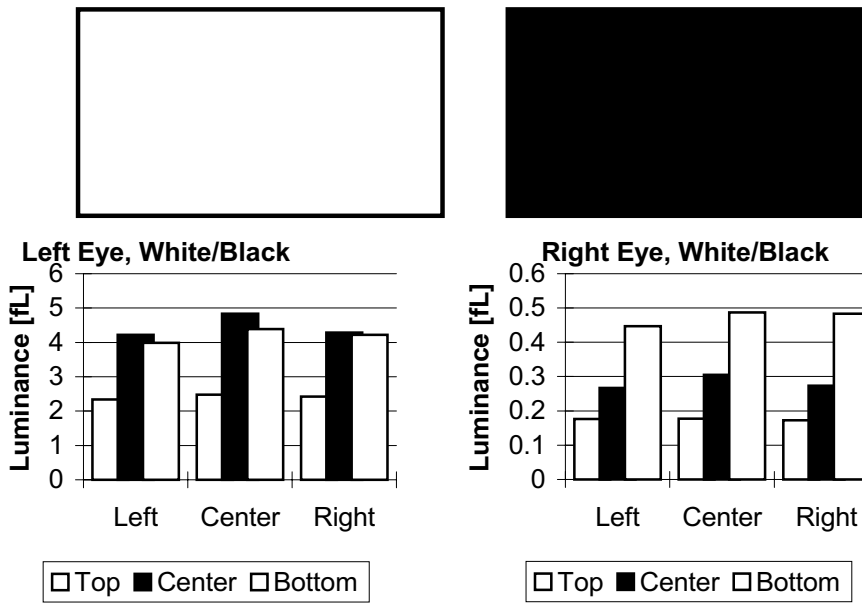 Left Eye, White/Black
Luminance [fL]
6
5
4
3
2
1
0
Left Center Right
Top Center Bottom
Right Eye, White/Black
Luminance [fL]
0.6
0.5
0.4
0.3
0.2
0.1
0
Left Center Right
Top Center Bottom